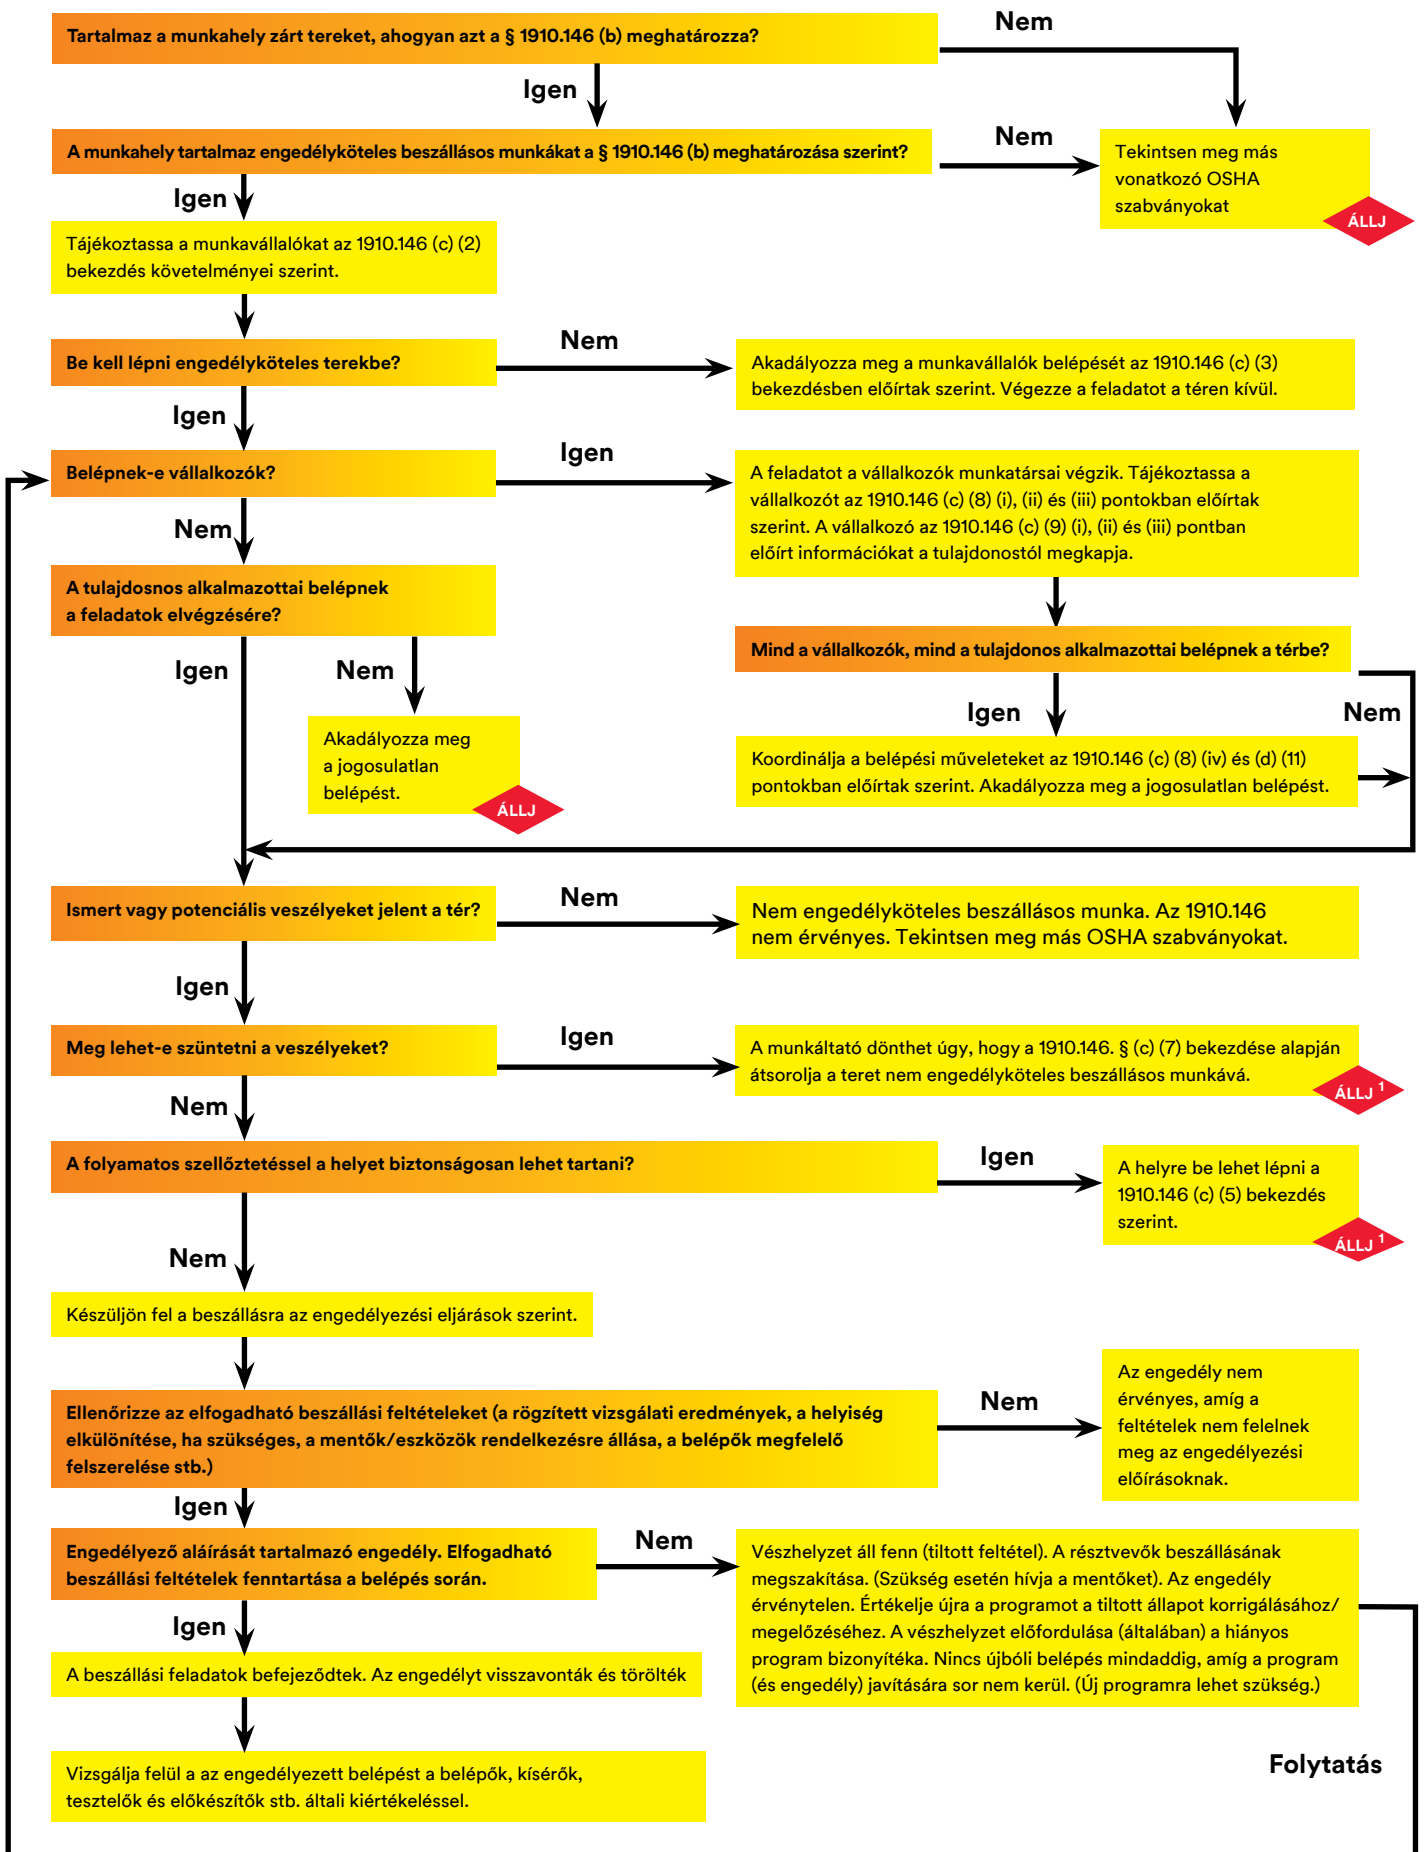 Tartalmaz a munkahely zárt tereket, ahogyan azt a § 1910.146 (b) meghatározza?
Nem
Igen
A munkahely tartalmaz engedélyköteles beszállásos munkákat a § 1910.146 (b) meghatározása szerint?
Nem
Tekintsen meg más
vonatkozó OSHA
szabványokat
ÁLLJ
Igen
Tájékoztassa a munkavállalókat az 1910.146 (c) (2)
bekezdés követelményei szerint.
Be kell lépni engedélyköteles terekbe?
Nem
Akadályozza meg a munkavállalók belépését az 1910.146 (c) (3)
bekezdésben előírtak szerint. Végezze a feladatot a téren kívül.
Igen
Belépnek-e vállalkozók?
Igen
A feladatot a vállalkozók munkatársai végzik. Tájékoztassa a
vállalkozót az 1910.146 (c) (8) (i), (ii) és (iii) pontokban előírtak
szerint. A vállalkozó az 1910.146 (c) (9) (i), (ii) és (iii) pontban
előírt információkat a tulajdonostól megkapja.
Nem
A tulajdosnos alkalmazottai belépnek
a feladatok elvégzésére?
Mind a vállalkozók, mind a tulajdonos alkalmazottai belépnek a térbe?
Igen
Nem
Igen
Nem
Akadályozza meg
a jogosulatlan
belépést.
ÁLLJ
Koordinálja a belépési műveleteket az 1910.146 (c) (8) (iv) és (d) (11)
pontokban előírtak szerint. Akadályozza meg a jogosulatlan belépést.
Ismert vagy potenciális veszélyeket jelent a tér?
Nem
Nem engedélyköteles beszállásos munka. Az 1910.146
nem érvényes. Tekintsen meg más OSHA szabványokat.
Igen
Meg lehet-e szüntetni a veszélyeket?
Igen
A munkáltató dönthet úgy, hogy a 1910.146. § (c) (7) bekezdése alapján
átsorolja a teret nem engedélyköteles beszállásos munkává.
ÁLLJ 1
Nem
A folyamatos szellőztetéssel a helyet biztonságosan lehet tartani?
Igen
A helyre be lehet lépni a
1910.146 (c) (5) bekezdés
szerint.
ÁLLJ 1
Nem
Készüljön fel a beszállásra az engedélyezési eljárások szerint.
Ellenőrizze az elfogadható beszállási feltételeket (a rögzített vizsgálati eredmények, a helyiség
elkülönítése, ha szükséges, a mentők/eszközök rendelkezésre állása, a belépők megfelelő
felszerelése stb.)
Nem
Az engedély nem
érvényes, amíg a
feltételek nem felelnek
meg az engedélyezési
előírásoknak.
Igen
Engedélyező aláírását tartalmazó engedély. Elfogadható
beszállási feltételek fenntartása a belépés során.
Nem
Vészhelyzet áll fenn (tiltott feltétel). A résztvevők beszállásának
megszakítása. (Szükség esetén hívja a mentőket). Az engedély
érvénytelen. Értékelje újra a programot a tiltott állapot korrigálásához/
megelőzéséhez. A vészhelyzet előfordulása (általában) a hiányos
program bizonyítéka. Nincs újbóli belépés mindaddig, amíg a program
(és engedély) javítására sor nem kerül. (Új programra lehet szükség.)
Igen
A beszállási feladatok befejeződtek. Az engedélyt visszavonták és törölték
Vizsgálja felül a az engedélyezett belépést a belépők, kísérők,
tesztelők és előkészítők stb. általi kiértékeléssel.
Folytatás